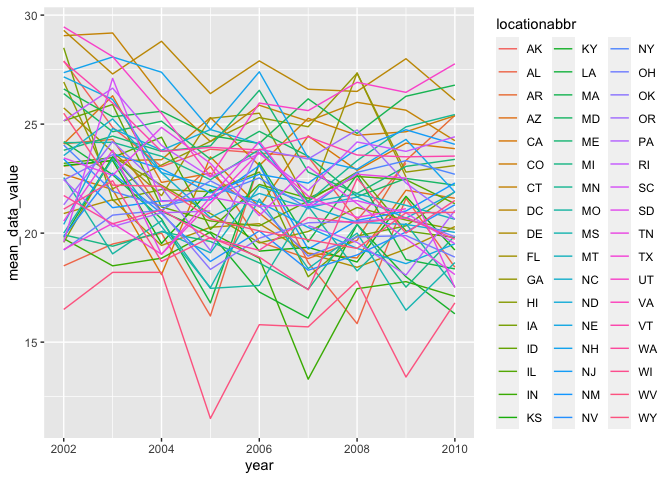 locationabbr
AK KY NY
AL LA OH
AR MA OK
AZ MD OR
CA ME PA
CO MI RI
CT MN SC
DC MO SD
DE MS TN
FL MT TX
GA NC UT
HI ND VA
IA NE VT
ID NH WA
IL NJ WI
IN NM WV
KS NV WY
mean_data_value
30
25
20
15
2002 2004 2006 2008 2010
year